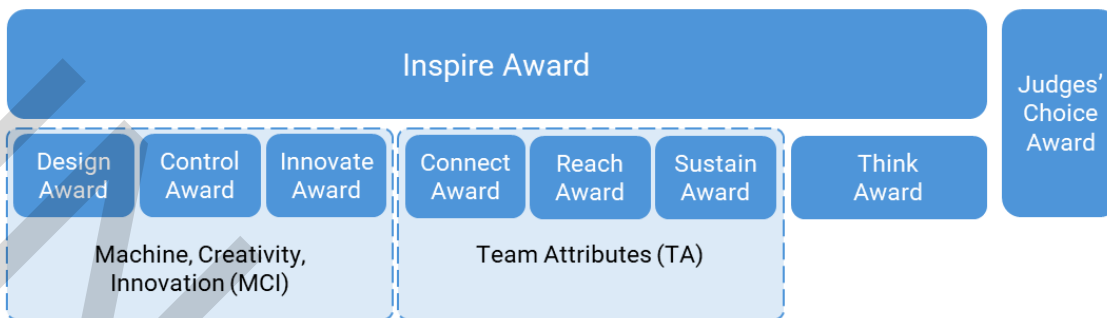 Inspire Award
Judges'
Choice
Award
Design
Award
Control
Award
Innovate
Award
Connect
Award
Reach
Award
Sustain
Award
Think
Award
Machine, Creativity,
Innovation (MCI)
Team Attributes (TA)